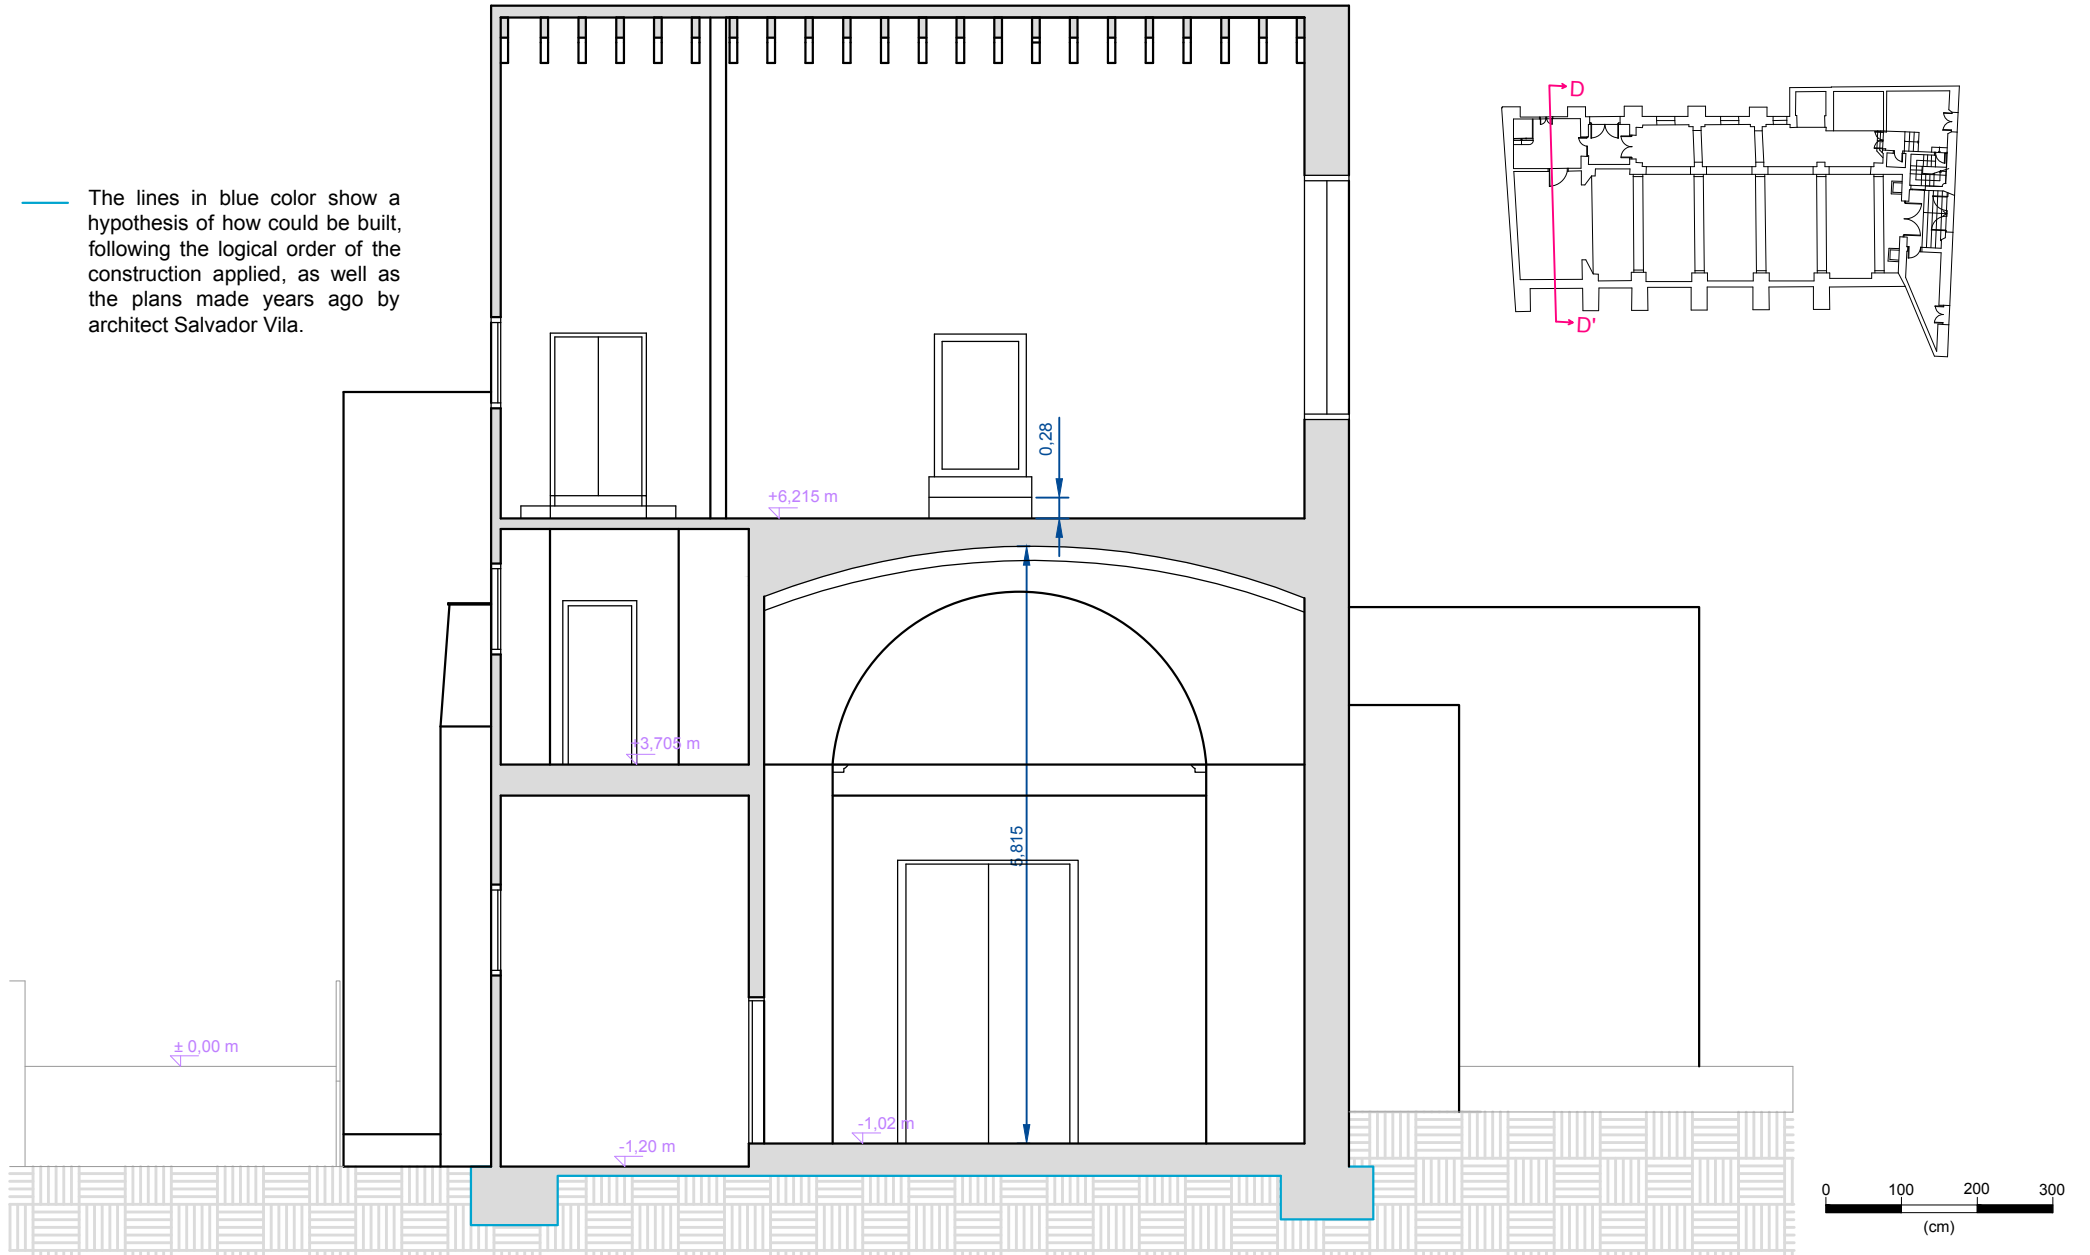 The lines in blue color show a
hypothesis of how could be built,
following the logical order of the
construction applied, as well as
the plans made years ago by
architect Salvador Vila.
D
D'
0,28
+6,215 m
+3,705 m
5,815
± 0,00 m
-1,02 m
-1,20 m
0 100 200 300
(cm)